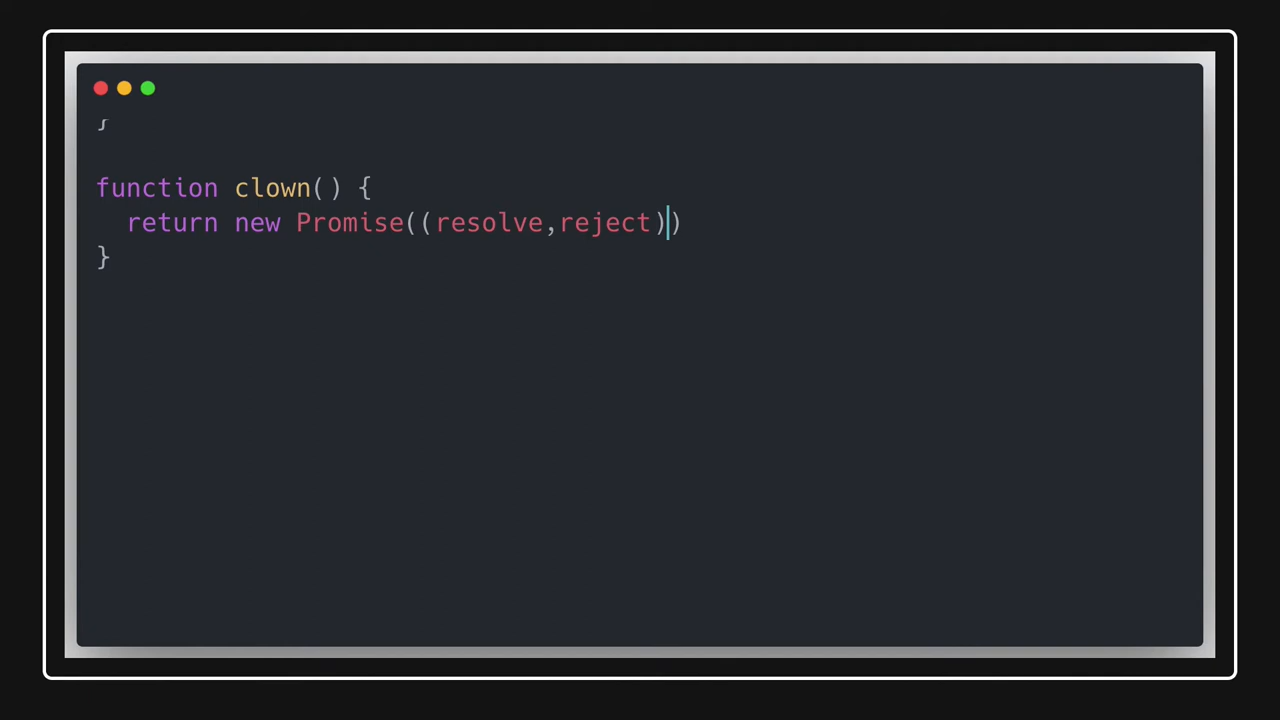 }
function clown() {
  return new Promise((resolve,reject))
}